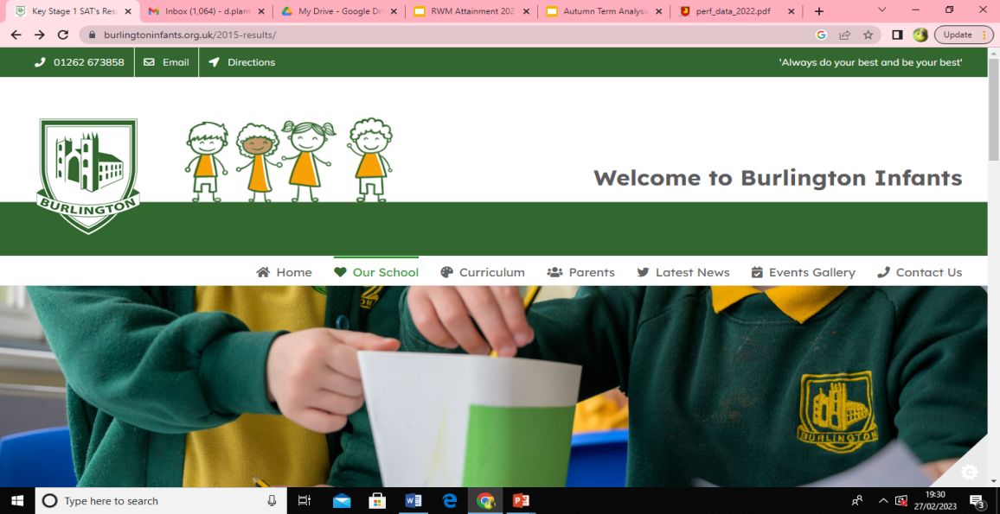 Key Stage 1 SAT's Res
Inbox (1,064) - d.plant
My Drive - Google Dr
RWM Attainment 202
Autumn Term Analysis
perf_data_2022.pdf
burlingtoninfants.org.uk/2015-results/
Update
01262 673858 Email Directions 'Always do your best and be your best'
BURLINGTON
Welcome to Burlington Infants
Home Our School Curriculum Parents Latest News Events Gallery Contact Us
BURLINGTON
Type here to search
19:30
27/02/2023
3